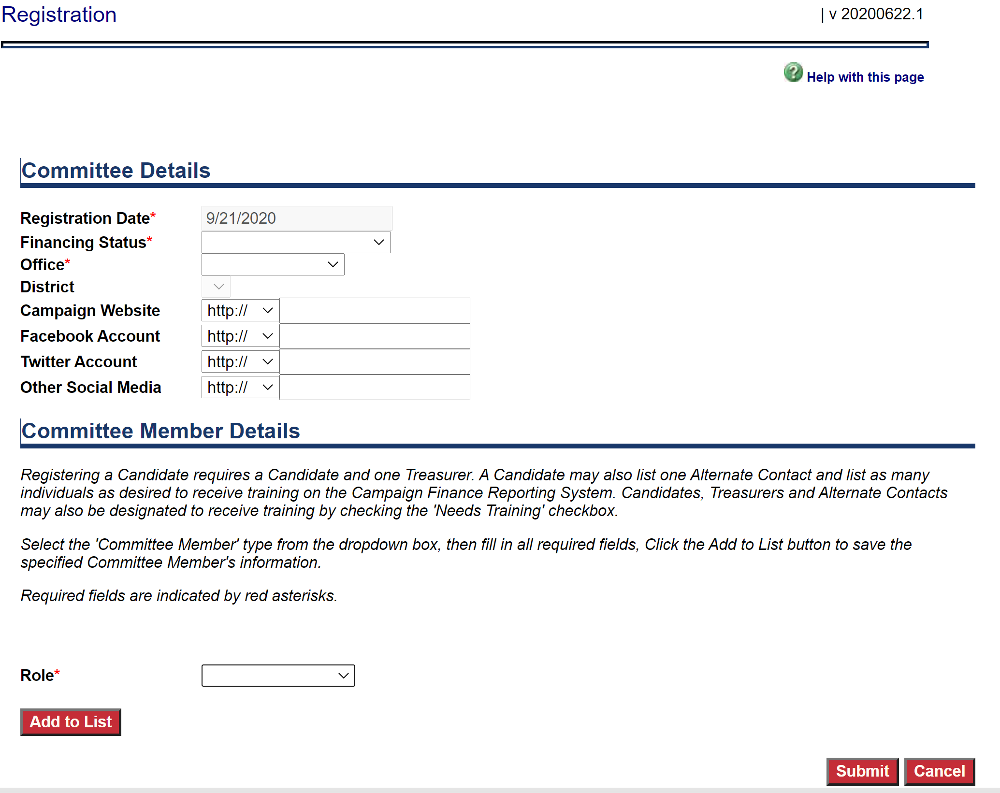 Registration
| v 20200622.1
Help with this page
Committee Details
Registration Date* 9/21/2020
Financing Status*
Office*
District
Campaign Website http://
Facebook Account http://
Twitter Account http://
Other Social Media http://
Committee Member Details
Registering a Candidate requires a Candidate and one Treasurer. A Candidate may also list one Alternate Contact and list as many
individuals as desired to receive training on the Campaign Finance Reporting System. Candidates, Treasurers and Alternate Contacts
may also be designated to receive training by checking the 'Needs Training' checkbox.
Select the 'Committee Member' type from the dropdown box, then fill in all required fields, Click the Add to List button to save the
specified Committee Member's information.
Required fields are indicated by red asterisks.
Role*
Add to List
Submit Cancel